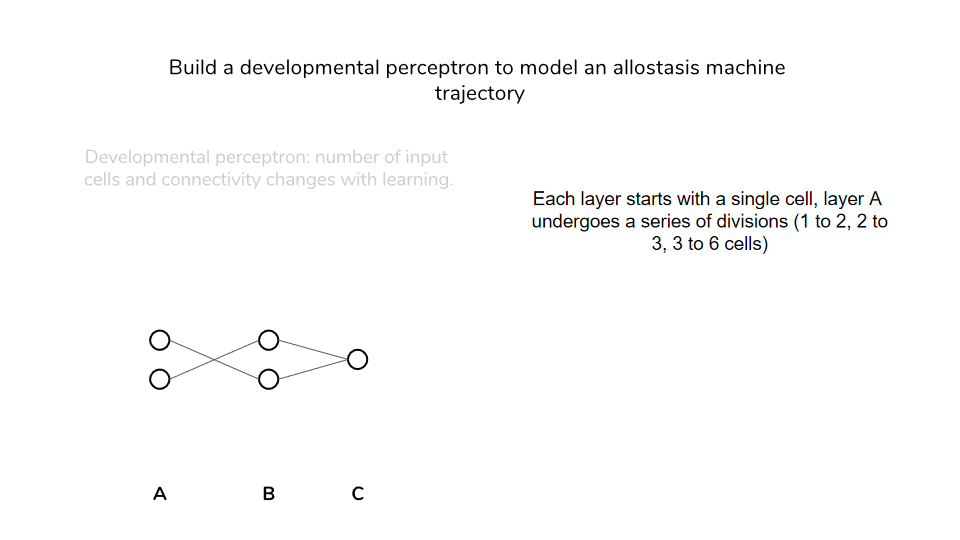 Build a developmental perceptron to model an allostasis machine
trajectory
Developmental perceptron: number of input
cells and connectivity changes with learning.
Each layer starts with a single cell, layer A
undergoes a series of divisions (1 to 2, 2 to
3, 3 to 6 cells)
A B C